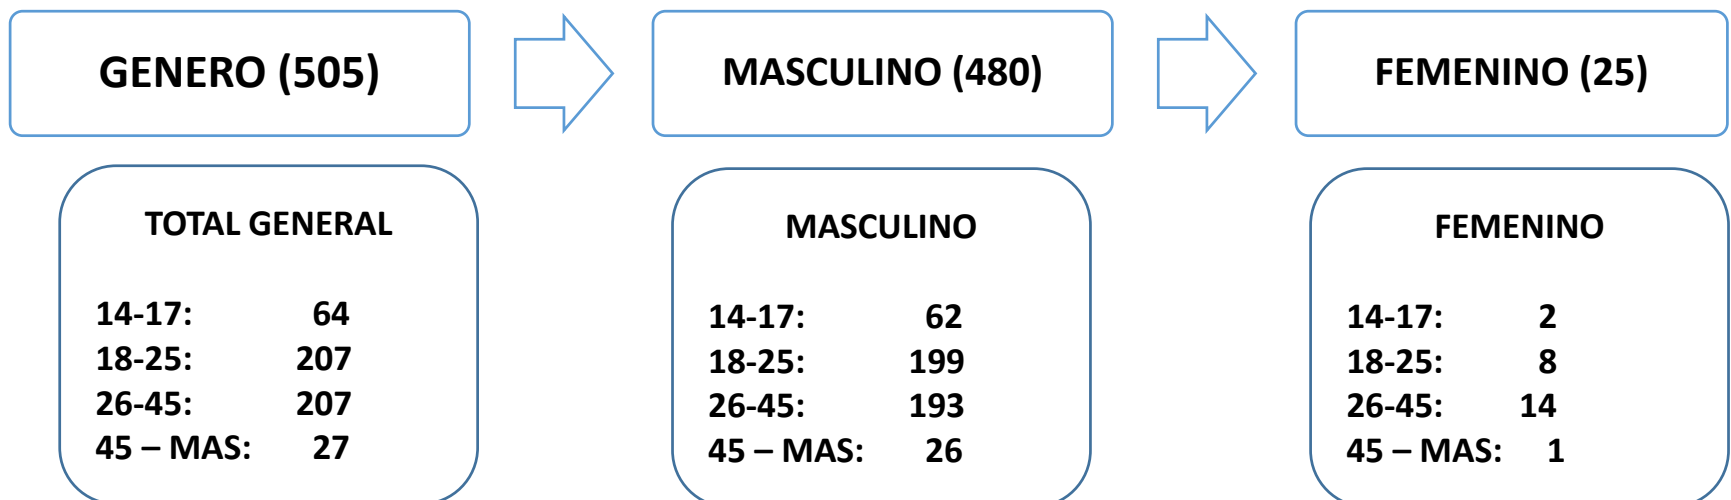 GENERO (505)
MASCULINO (480)
FEMENINO (25)
TOTAL GENERAL
14-17: 64
18-25: 207
26-45: 207
45 – MAS: 27
MASCULINO
14-17: 62
18-25: 199
26-45: 193
45 – MAS: 26
FEMENINO
14-17: 2
18-25: 8
26-45: 14
45 – MAS: 1